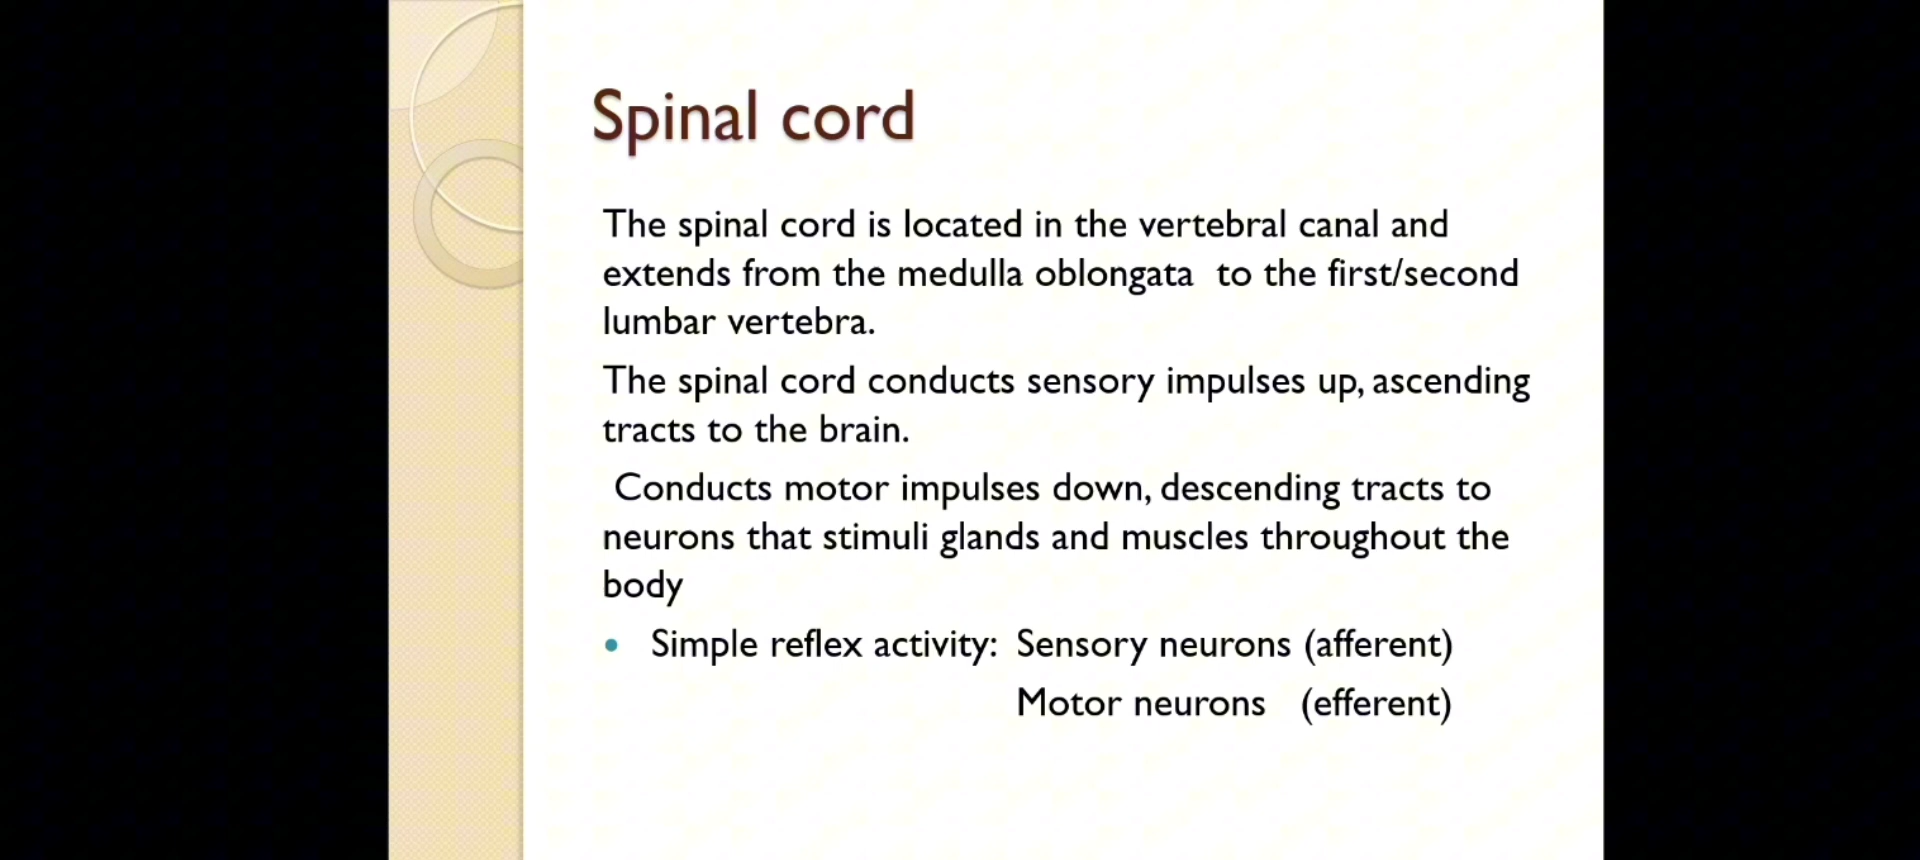 Spinal cord
The spinal cord is located in the vertebral canal and
extends from the medulla oblongata  to the first/second
lumbar vertebra.
The spinal cord conducts sensory impulses up, ascending
tracts to the brain.
Conducts motor impulses down, descending tracts to
neurons that stimuli glands and muscles throughout the
body
• Simple reflex activity: Sensory neurons (afferent)
Motor neurons (efferent)